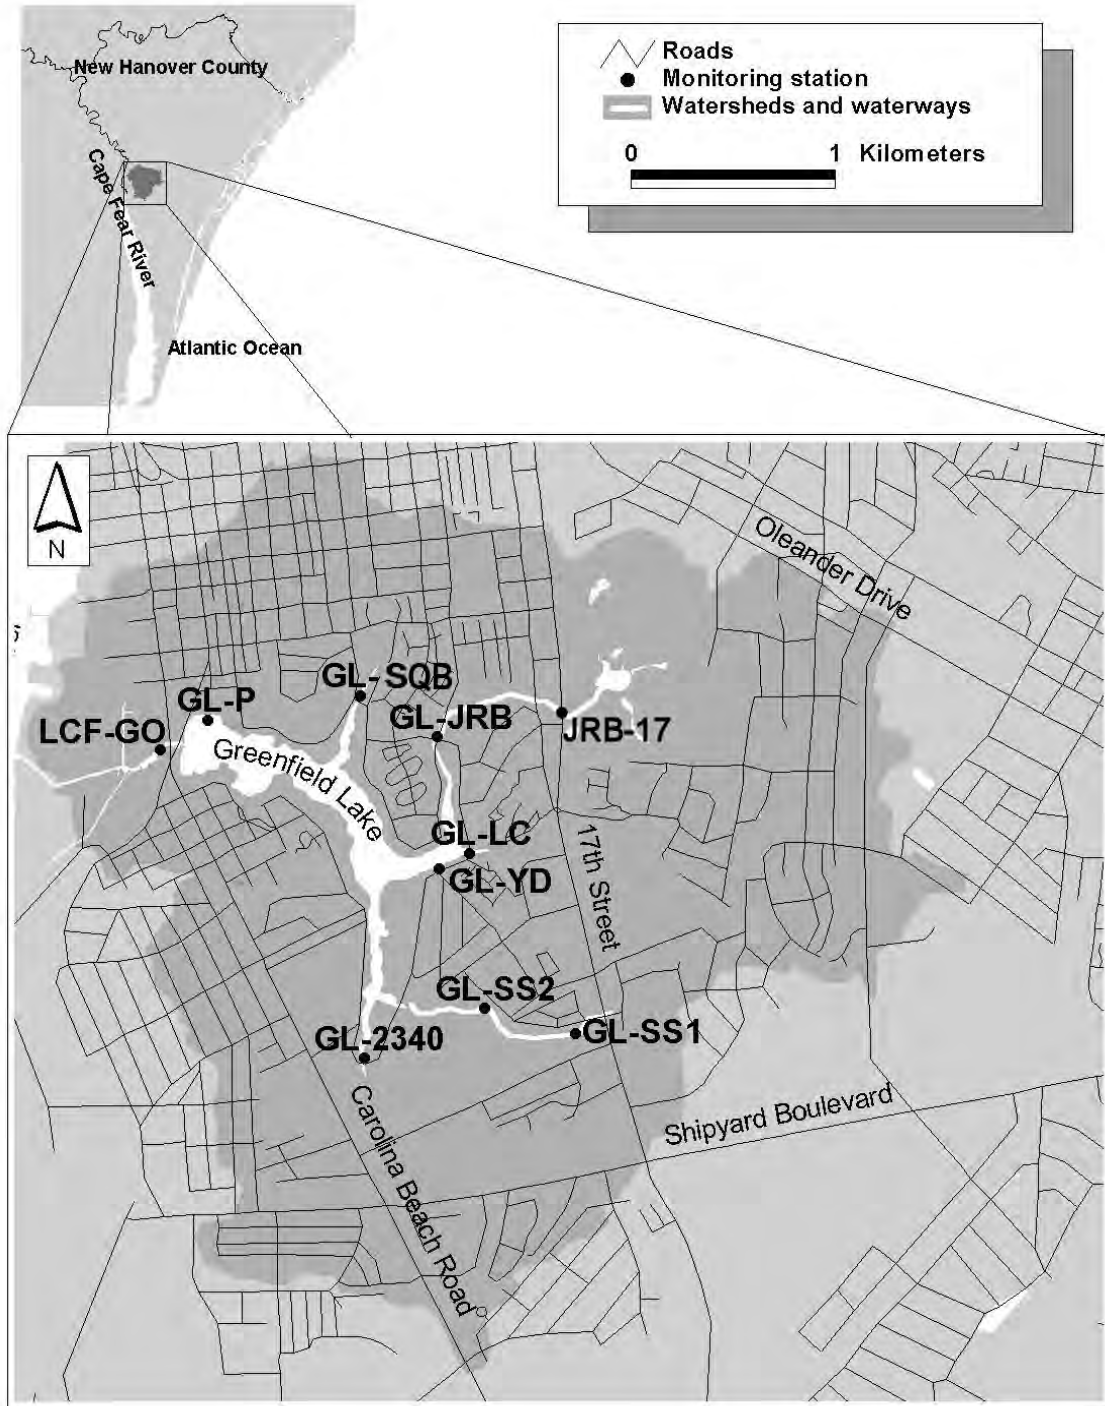 New Hanover County
Cape Fear River
Atlantic Ocean
Roads
Monitoring station
Watersheds and waterways
0 1 Kilometers
N
Oleander Drive
GL-SQB
GL-P
GL-JRB
JRB-17
LCF-GO
Greenfield Lake
GL-LC
GL-YD
17th Street
GL-SS2
GL-SS1
GL-2340
Carolina Beach Road
Shipyard Boulevard